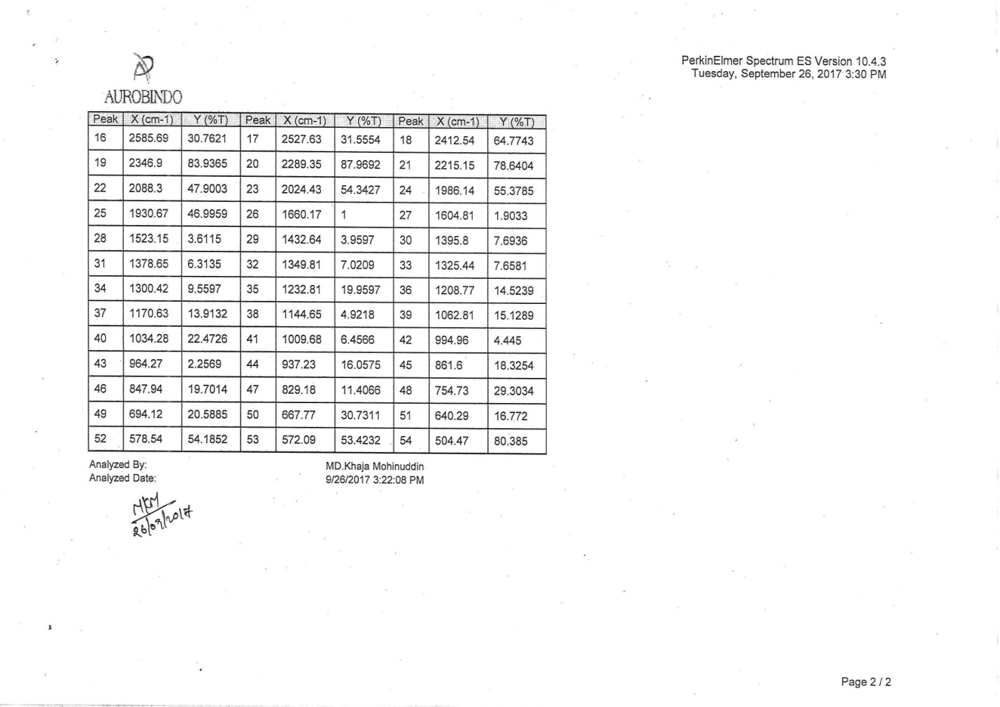 PerkinElmer Spectrum ES Version 10.4.3
Tuesday, September 26, 2017 3:30 PM
AUROBINDO
Peak X (cm-1) Y (%T) Peak X (cm-1) Y (%T) Peak X (cm-1) Y (%T)
16 2585.69 30.7621 17 2527.63 31.5554 18 2412.54 64.7743
19 2346.9 83.9365 20 2289.35 87.9692 21 2215.15 78.6404
22 2088.3 47.9003 23 2024.43 54.3427 24 1986.14 55.3785
25 1930.67 46.9959 26 1660.17 1 27 1604.81 1.9033
28 1523.15 3.6115 29 1432.64 3.9597 30 1395.8 7.6936
31 1378.65 6.3135 32 1349.81 7.0209 33 1325.44 7.6581
34 1300.42 9.5597 35 1232.81 19.9597 36 1208.77 14.5239
37 1170.63 13.9132 38 1144.65 4.9218 39 1062.81 15.1289
40 1034.28 22.4726 41 1009.68 6.4566 42 994.96 4.445
43 964.27 2.2569 44 937.23 16.0575 45 861.6 18.3254
46 847.94 19.7014 47 829.18 11.4066 48 754.73 29.3034
49 694.12 20.5885 50 667.77 30.7311 51 640.29 16.772
52 578.54 54.1852 53 572.09 53.4232 54 504.47 80.385
Analyzed By: MD.Khaja Mohinuddin
Analyzed Date: 9/26/2017 3:22:08 PM
MKM
26/09/2017
Page 2 / 2